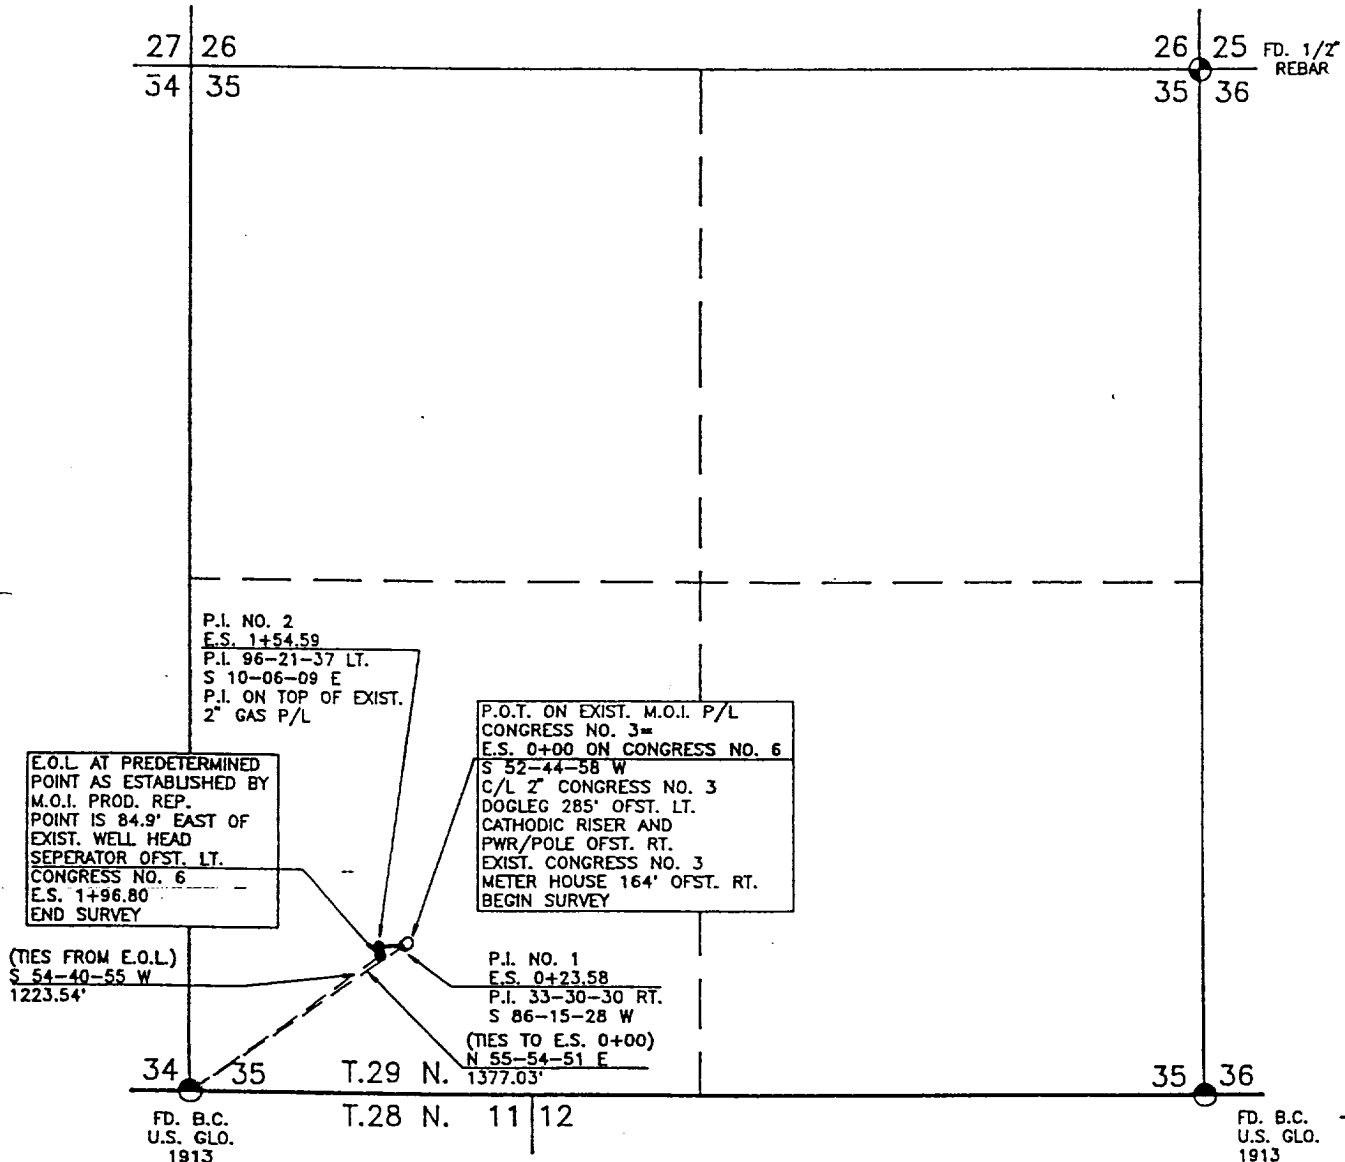 27 26
34 35
26 25
35 36
FD. 1/2"
REBAR
P.I. NO. 2
E.S. 1+54.59
P.I. 96-21-37 LT.
S 10-06-09 E
P.I. ON TOP OF EXIST.
2" GAS P/L
P.O.T. ON EXIST. M.O.I. P/L
CONGRESS NO. 3=
E.S. 0+00 ON CONGRESS NO. 6
S 52-44-58 W
C/L 2" CONGRESS NO. 3
DOGLEG 285' OFST. LT.
CATHODIC RISER AND
PWR/POLE OFST. RT.
EXIST. CONGRESS NO. 3
METER HOUSE 164' OFST. RT.
BEGIN SURVEY
E.O.L. AT PREDETERMINED
POINT AS ESTABLISHED BY
M.O.I. PROD. REP.
POINT IS 84.9' EAST OF
EXIST. WELL HEAD
SEPERATOR OFST. LT.
CONGRESS NO. 6
E.S. 1+96.80
END SURVEY
(TIES FROM E.O.L.)
S 54-40-55 W
1223.54'
P.I. NO. 1
E.S. 0+23.58
P.I. 33-30-30 RT.
S 86-15-28 W
(TIES TO E.S. 0+00)
N 55-54-51 E
1377.03'
34 35
T.29 N.
35 36
T.28 N.
11 12
FD. B.C.
U.S. GLO.
1913
FD. B.C.
U.S. GLO.
1913